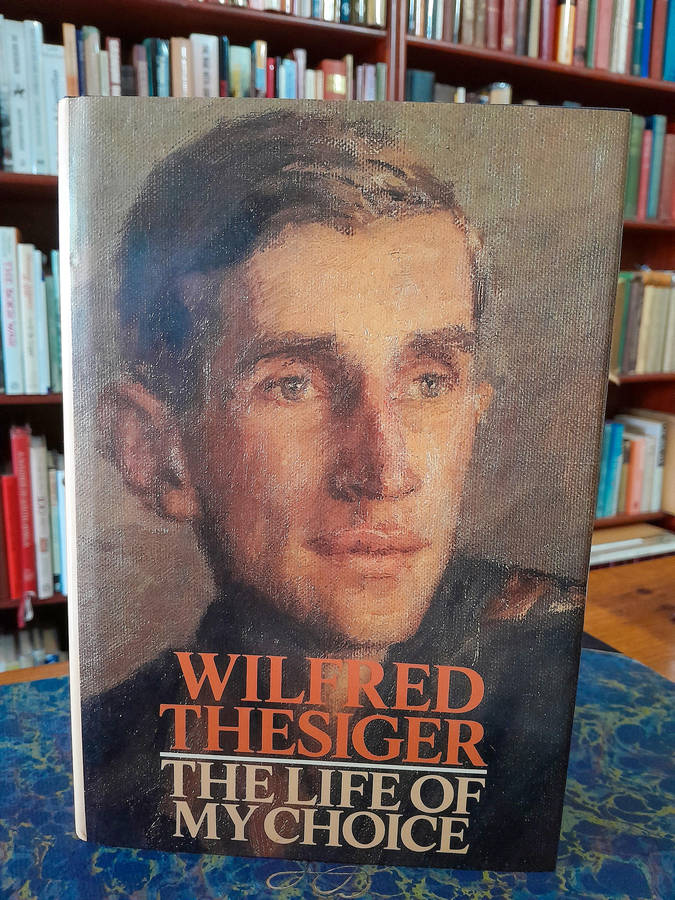 WILFRED
THESIGER
THE LIFE OF
MY CHOICE